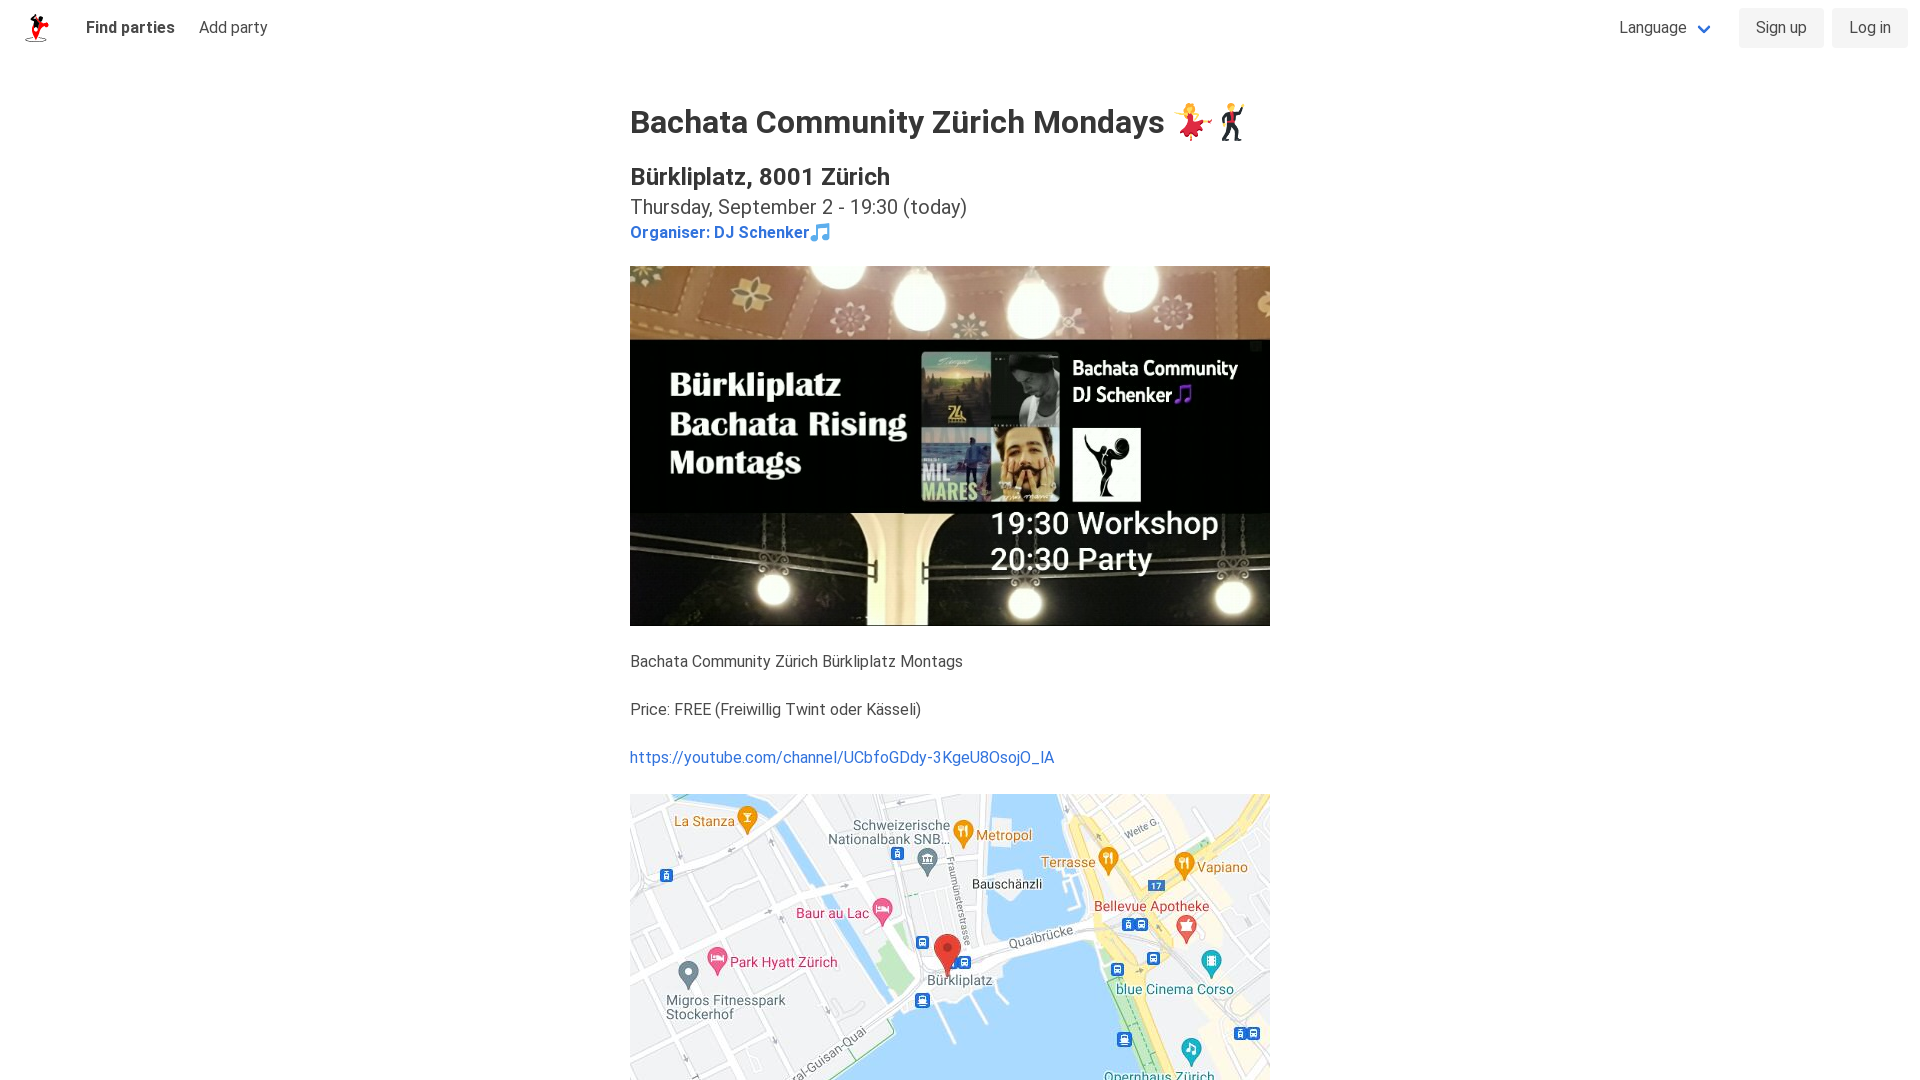 Find parties
Add party
Language
Sign up
Log in
Bachata Community Zürich Mondays 💃🕺
Bürkliplatz, 8001 Zürich
Thursday, September 2 - 19:30 (today)
Organiser: DJ Schenker🎵
Bürkliplatz
Bachata Rising
Montags
24
MIL
MARES
Bachata Community
DJ Schenker🎵
19:30 Workshop
20:30 Party
Bachata Community Zürich Bürkliplatz Montags
Price: FREE (Freiwillig Twint oder Kässeli)
https://youtube.com/channel/UCbfoGDdy-3KgeU8OsojO_lA
La Stanza
Schweizerische
Nationalbank SNB...
Metropol
Weite G.
Terrasse
Vapiano
17
Bauschänzli
Fraumünsterstrasse
Baur au Lac
Bellevue Apotheke
Quaibrücke
Park Hyatt Zürich
Bürkliplatz
blue Cinema Corso
Migros Fitnesspark
Stockerhof
ral-Guisan-Quai
Opernhaus Zürich